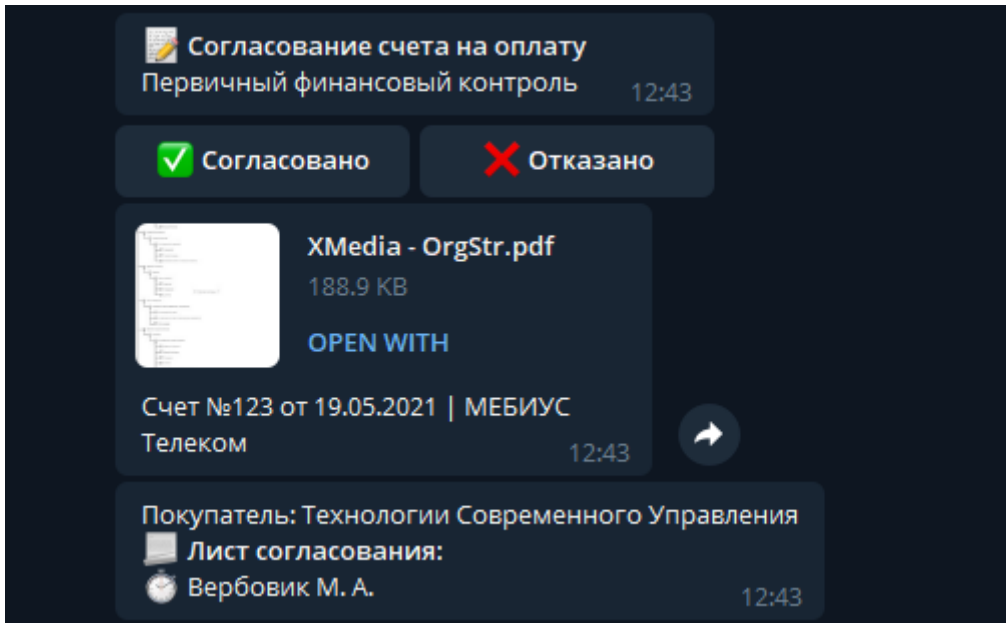 Согласование счета на оплату
Первичный финансовый контроль 12:43
Согласовано Отказано
XMedia - OrgStr.pdf
188.9 KB
OPEN WITH
Счет №123 от 19.05.2021 | МЕБИУС
Телеком 12:43
Покупатель: Технологии Современного Управления
Лист согласования:
Вербовик М. А. 12:43